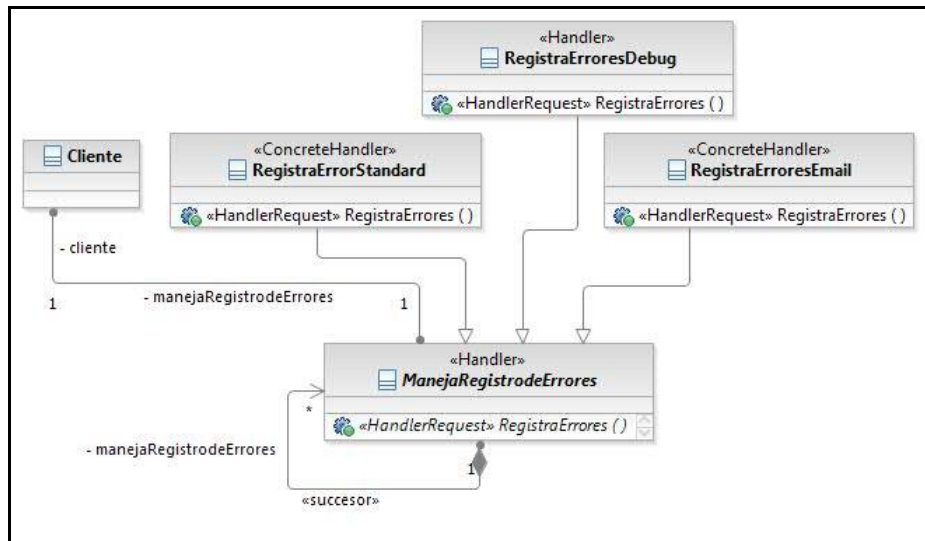 «Handler»
RegistraErroresDebug
«HandlerRequest» RegistraErrores ( )
Cliente
«ConcreteHandler»
RegistraErrorStandard
«HandlerRequest» RegistraErrores ( )
«ConcreteHandler»
RegistraErroresEmail
«HandlerRequest» RegistraErrores ( )
- cliente
- manejaRegistrodeErrores
1
1
«Handler»
ManejaRegistrodeErrores
«HandlerRequest» RegistraErrores ( )
*
- manejaRegistrodeErrores
1
«succesor»